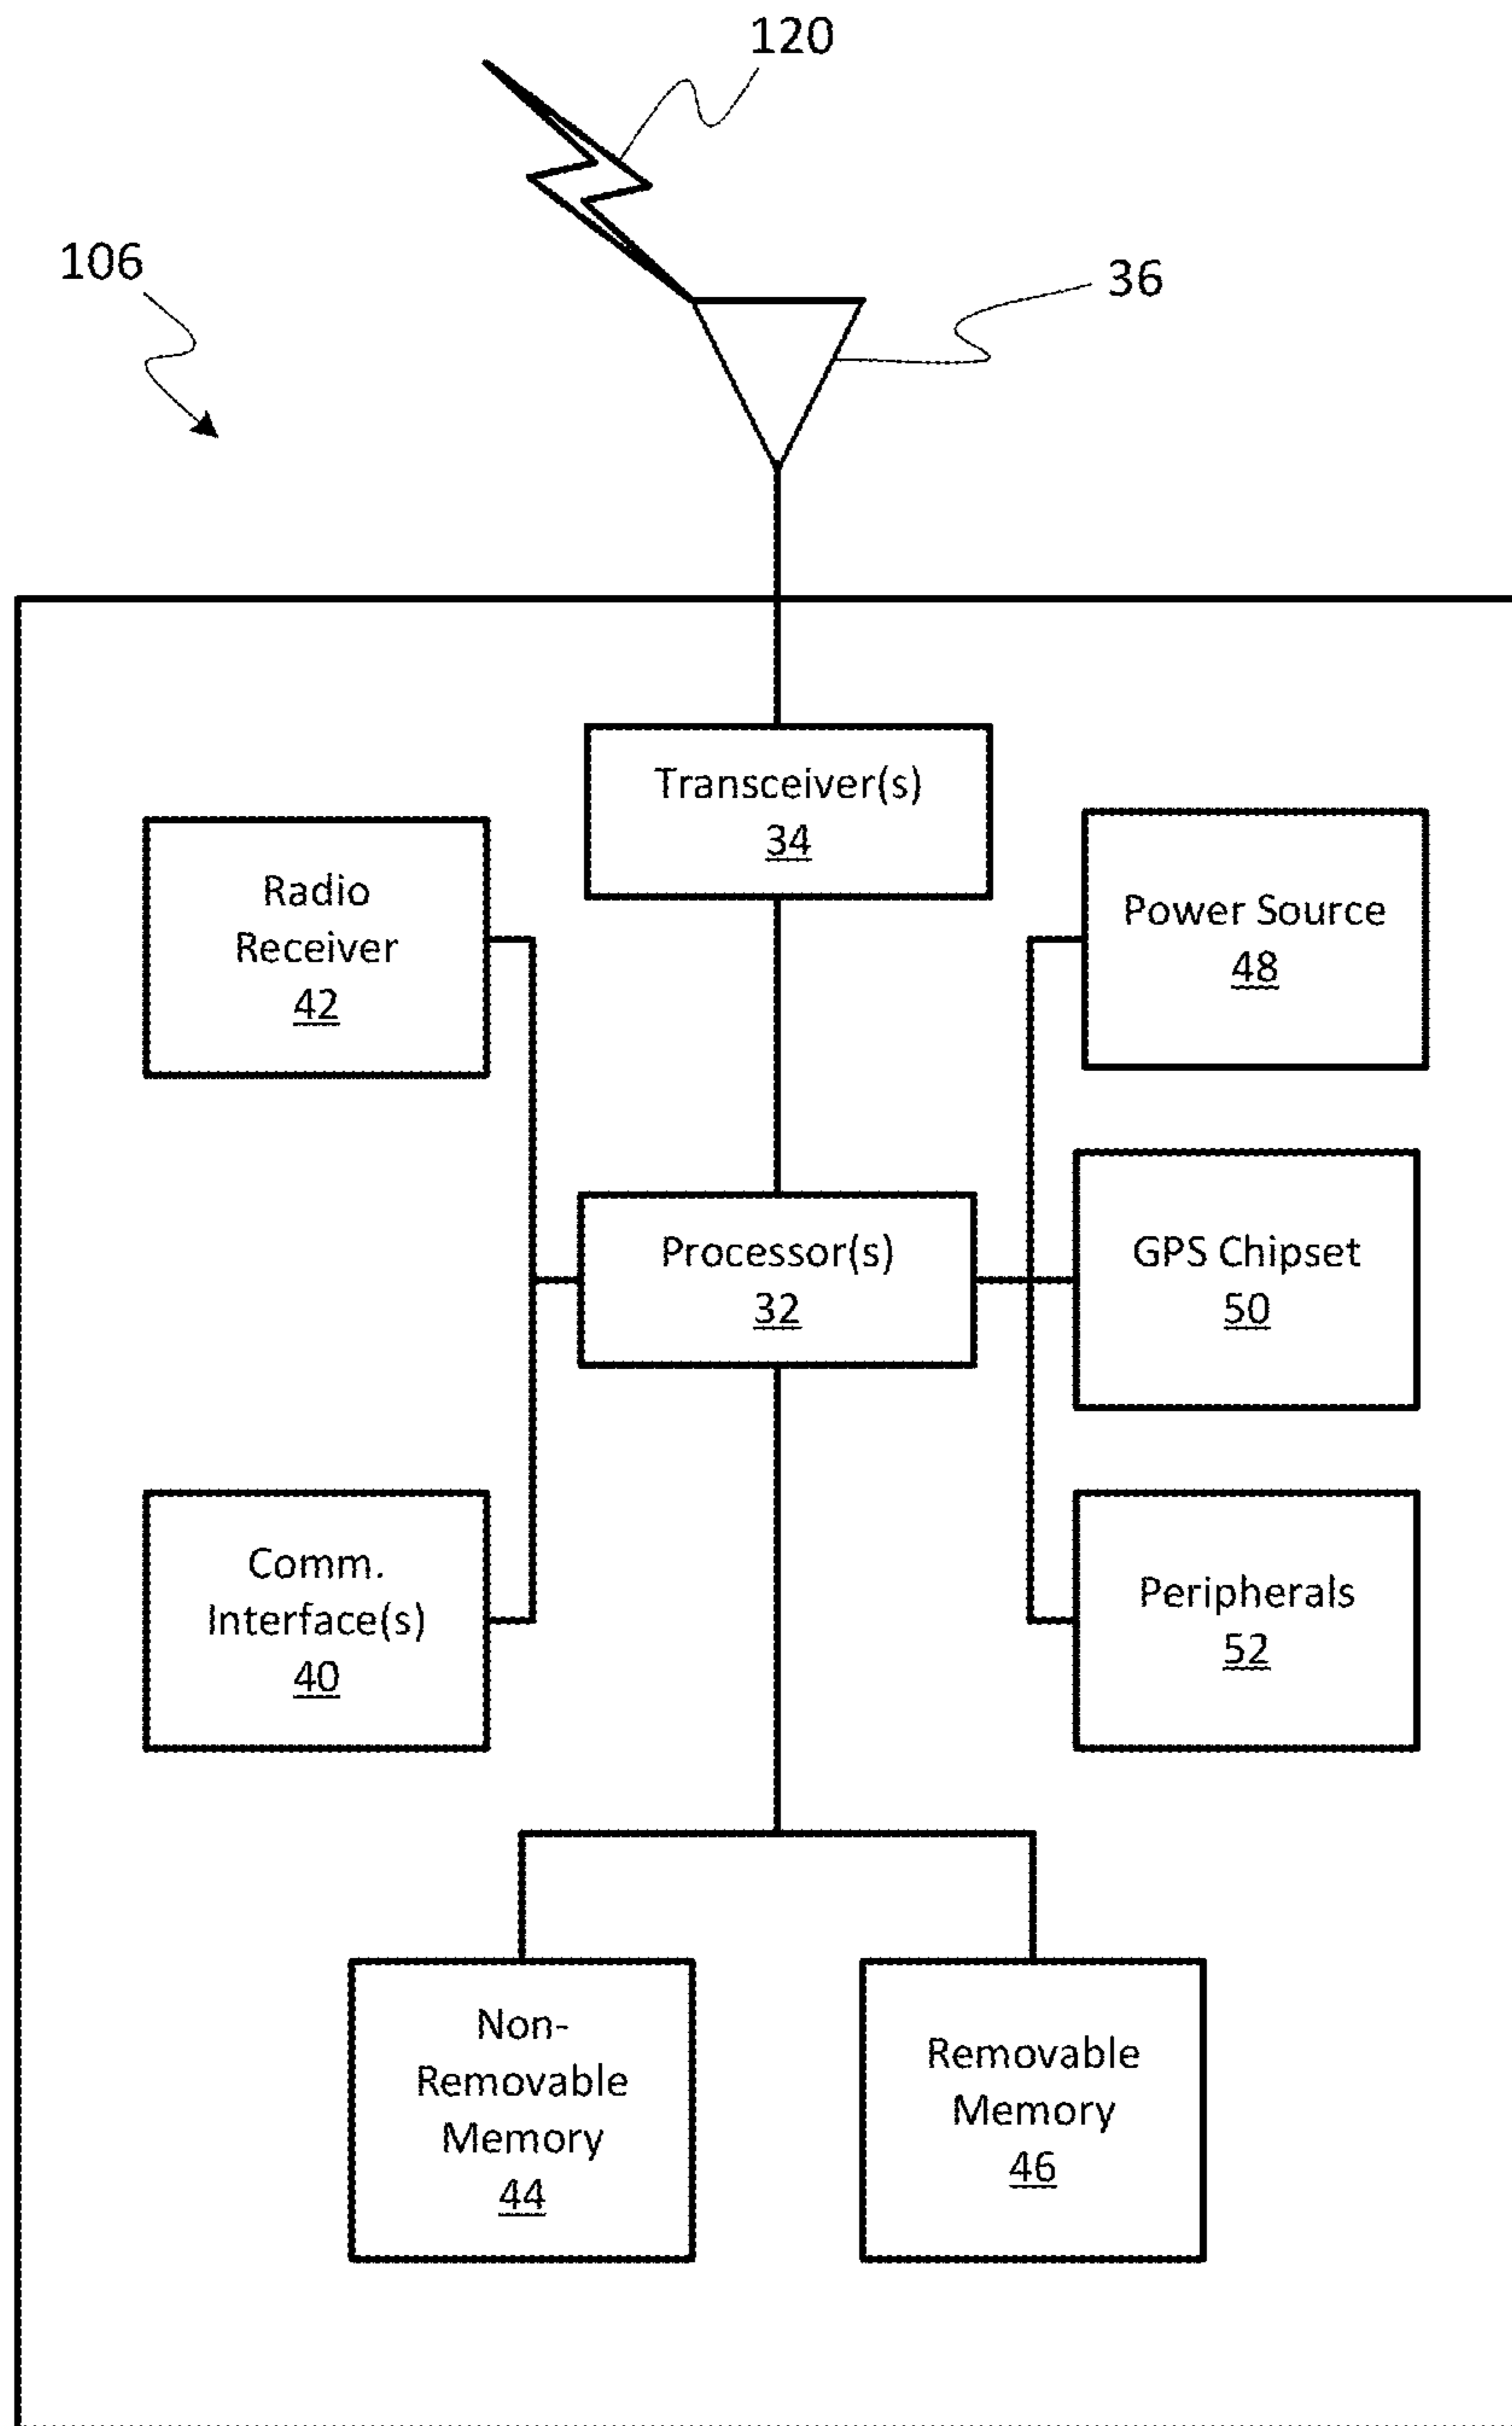 120
106
36
Transceiver(s)
34
Radio
Receiver
42
Power Source
48
Processor(s)
32
GPS Chipset
50
Comm.
Interface(s)
40
Peripherals
52
Non-
Removable
Memory
44
Removable
Memory
46